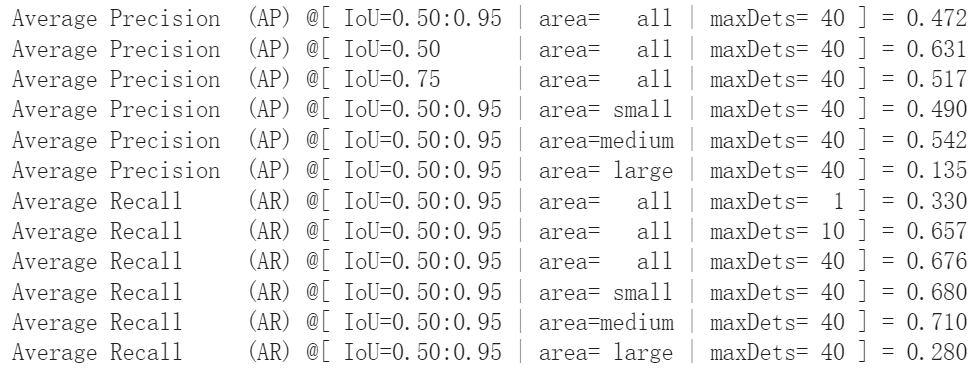 Average Precision  (AP) @[ IoU=0.50:0.95 | area=   all | maxDets= 40 ] = 0.472
Average Precision  (AP) @[ IoU=0.50      | area=   all | maxDets= 40 ] = 0.631
Average Precision  (AP) @[ IoU=0.75      | area=   all | maxDets= 40 ] = 0.517
Average Precision  (AP) @[ IoU=0.50:0.95 | area= small | maxDets= 40 ] = 0.490
Average Precision  (AP) @[ IoU=0.50:0.95 | area=medium | maxDets= 40 ] = 0.542
Average Precision  (AP) @[ IoU=0.50:0.95 | area= large | maxDets= 40 ] = 0.135
Average Recall     (AR) @[ IoU=0.50:0.95 | area=   all | maxDets=  1 ] = 0.330
Average Recall     (AR) @[ IoU=0.50:0.95 | area=   all | maxDets= 10 ] = 0.657
Average Recall     (AR) @[ IoU=0.50:0.95 | area=   all | maxDets= 40 ] = 0.676
Average Recall     (AR) @[ IoU=0.50:0.95 | area= small | maxDets= 40 ] = 0.680
Average Recall     (AR) @[ IoU=0.50:0.95 | area=medium | maxDets= 40 ] = 0.710
Average Recall     (AR) @[ IoU=0.50:0.95 | area= large | maxDets= 40 ] = 0.280